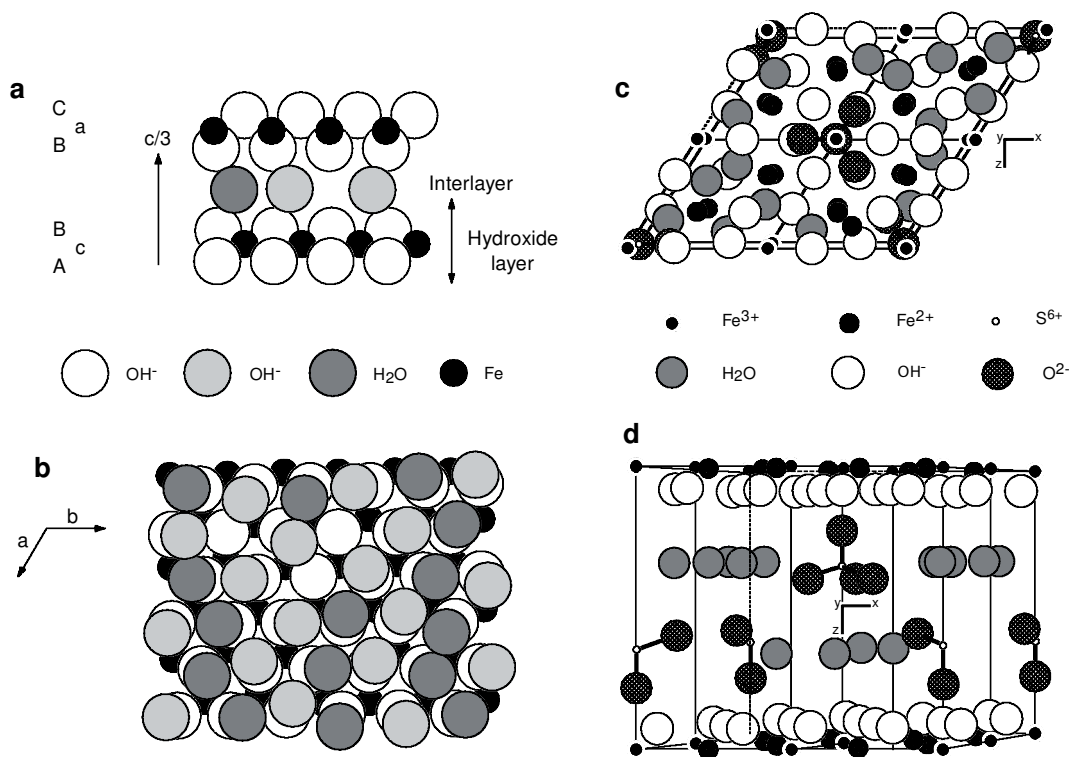 a
C
a
B
c/3
B
c
A
Interlayer
Hydroxide
layer
OH-
OH-
H2O
Fe
b
b
a
c
y
x
z
Fe3+
Fe2+
S6+
H2O
OH-
O2-
d
y
x
z